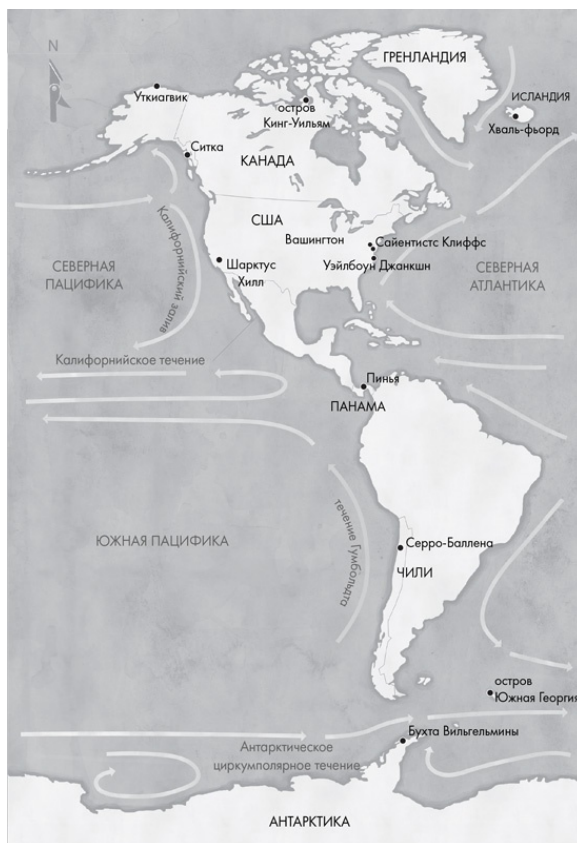 N
ГРЕНЛАНДИЯ
ИСЛАНДИЯ
Хваль-фьорд
Уткиагвик
остров
Кинг-Уильям
Ситка
КАНАДА
США
Вашингтон
Сайентистс Клиффс
Уэйлбоун Джанкшн
Шарктус
Хилл
СЕВЕРНАЯ
ПАЦИФИКА
Калифорнийский залив
СЕВЕРНАЯ
АТЛАНТИКА
Калифорнийское течение
Пинья
ПАНАМА
ЮЖНАЯ ПАЦИФИКА
течение Гумбольдта
Серро-Баллена
ЧИЛИ
остров
Южная Георгия
Бухта Вильгельмины
Антарктическое
циркумполярное течение
АНТАРКТИКА